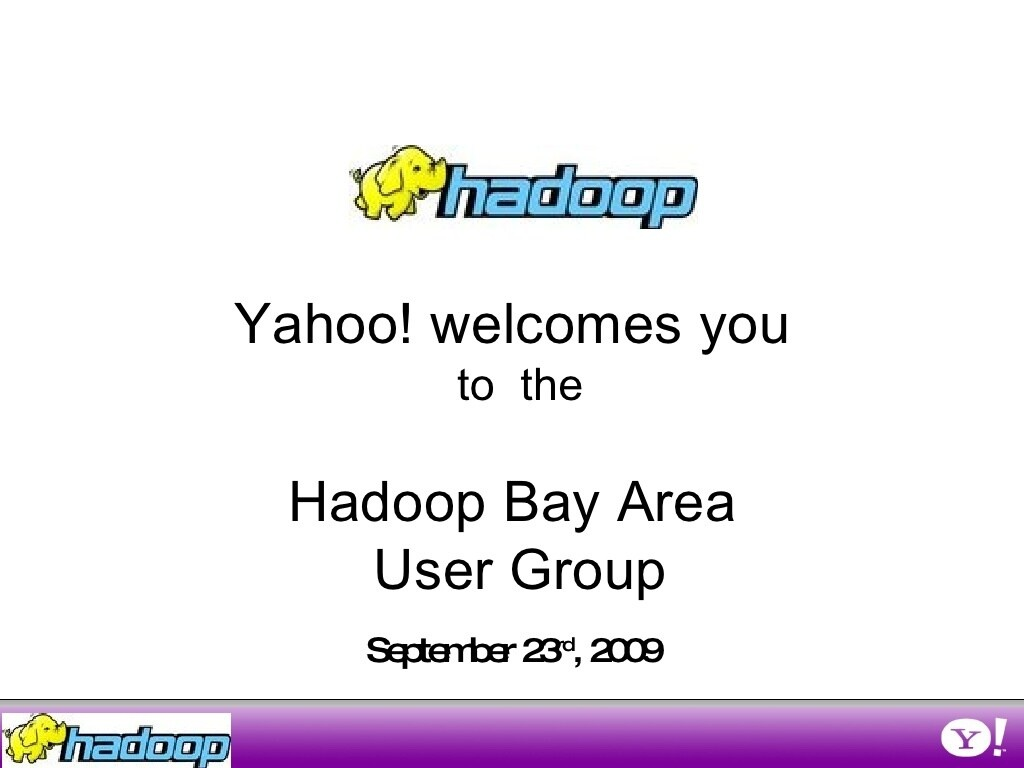 hadoop
Yahoo! welcomes you
to the
Hadoop Bay Area
User Group
September 23rd, 2009
hadoop
Y!